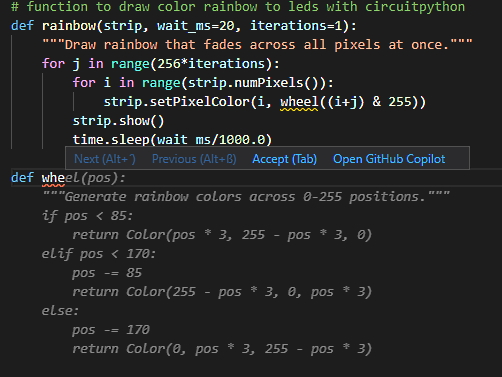 # function to draw color rainbow to leds with circuitpython
def rainbow(strip, wait_ms=20, iterations=1):
    """Draw rainbow that fades across all pixels at once."""
    for j in range(256*iterations):
        for i in range(strip.numPixels()):
            strip.setPixelColor(i, wheel((i+j) & 255))
        strip.show()
        time.sleep(wait_ms/1000.0)
Next (Alt+´) Previous (Alt+ß) Accept (Tab) Open GitHub Copilot
def wheel(pos):
    """Generate rainbow colors across 0-255 positions."""
    if pos < 85:
        return Color(pos * 3, 255 - pos * 3, 0)
    elif pos < 170:
        pos -= 85
        return Color(255 - pos * 3, 0, pos * 3)
    else:
        pos -= 170
        return Color(0, pos * 3, 255 - pos * 3)